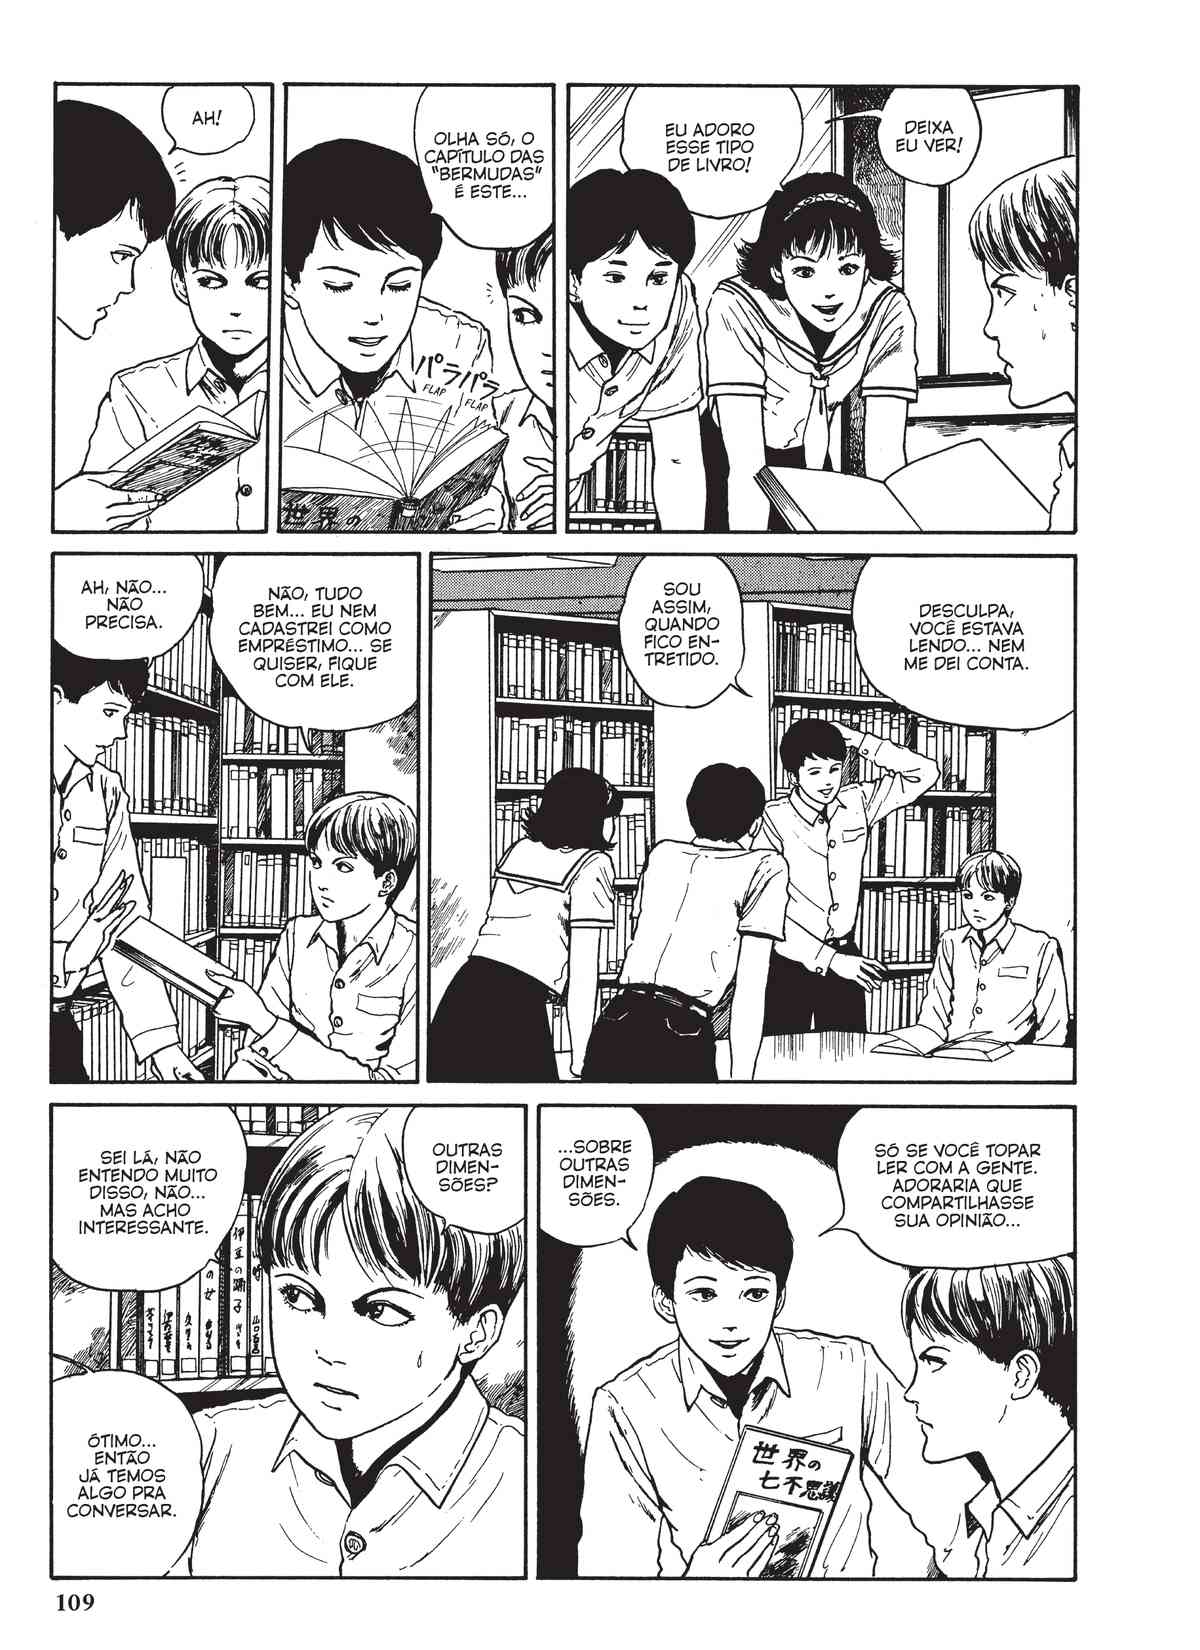 DEIXA
EU VER!
EU ADORO
ESSE TIPO
DE LIVRO!
OLHA SÓ, O
CAPÍTULO DAS
"BERMUDAS"
É ESTE...
パラパラ
FLAP
FLAP
世界の
AH!
DESCULPA,
VOCÊ ESTAVA
LENDO... NEM
ME DEI CONTA.
SOU
ASSIM,
QUANDO
FICO EN-
TRETIDO.
NÃO, TUDO
BEM... EU NEM
CADASTREI COMO
EMPRÉSTIMO... SE
QUISER, FIQUE
COM ELE.
AH, NÃO...
NÃO
PRECISA.
SÓ SE VOCÊ TOPAR
LER COM A GENTE.
ADORARIA QUE
COMPARTILHASSE
SUA OPINIÃO...
...SOBRE
OUTRAS
DIMEN-
SÕES.
世界の
七不思議
OUTRAS
DIMEN-
SÕES?
SEI LÁ, NÃO
ENTENDO MUITO
DISSO, NÃO...
MAS ACHO
INTERESSANTE.
伊豆の踊子
ÓTIMO...
ENTÃO
JÁ TEMOS
ALGO PRA
CONVERSAR.
109